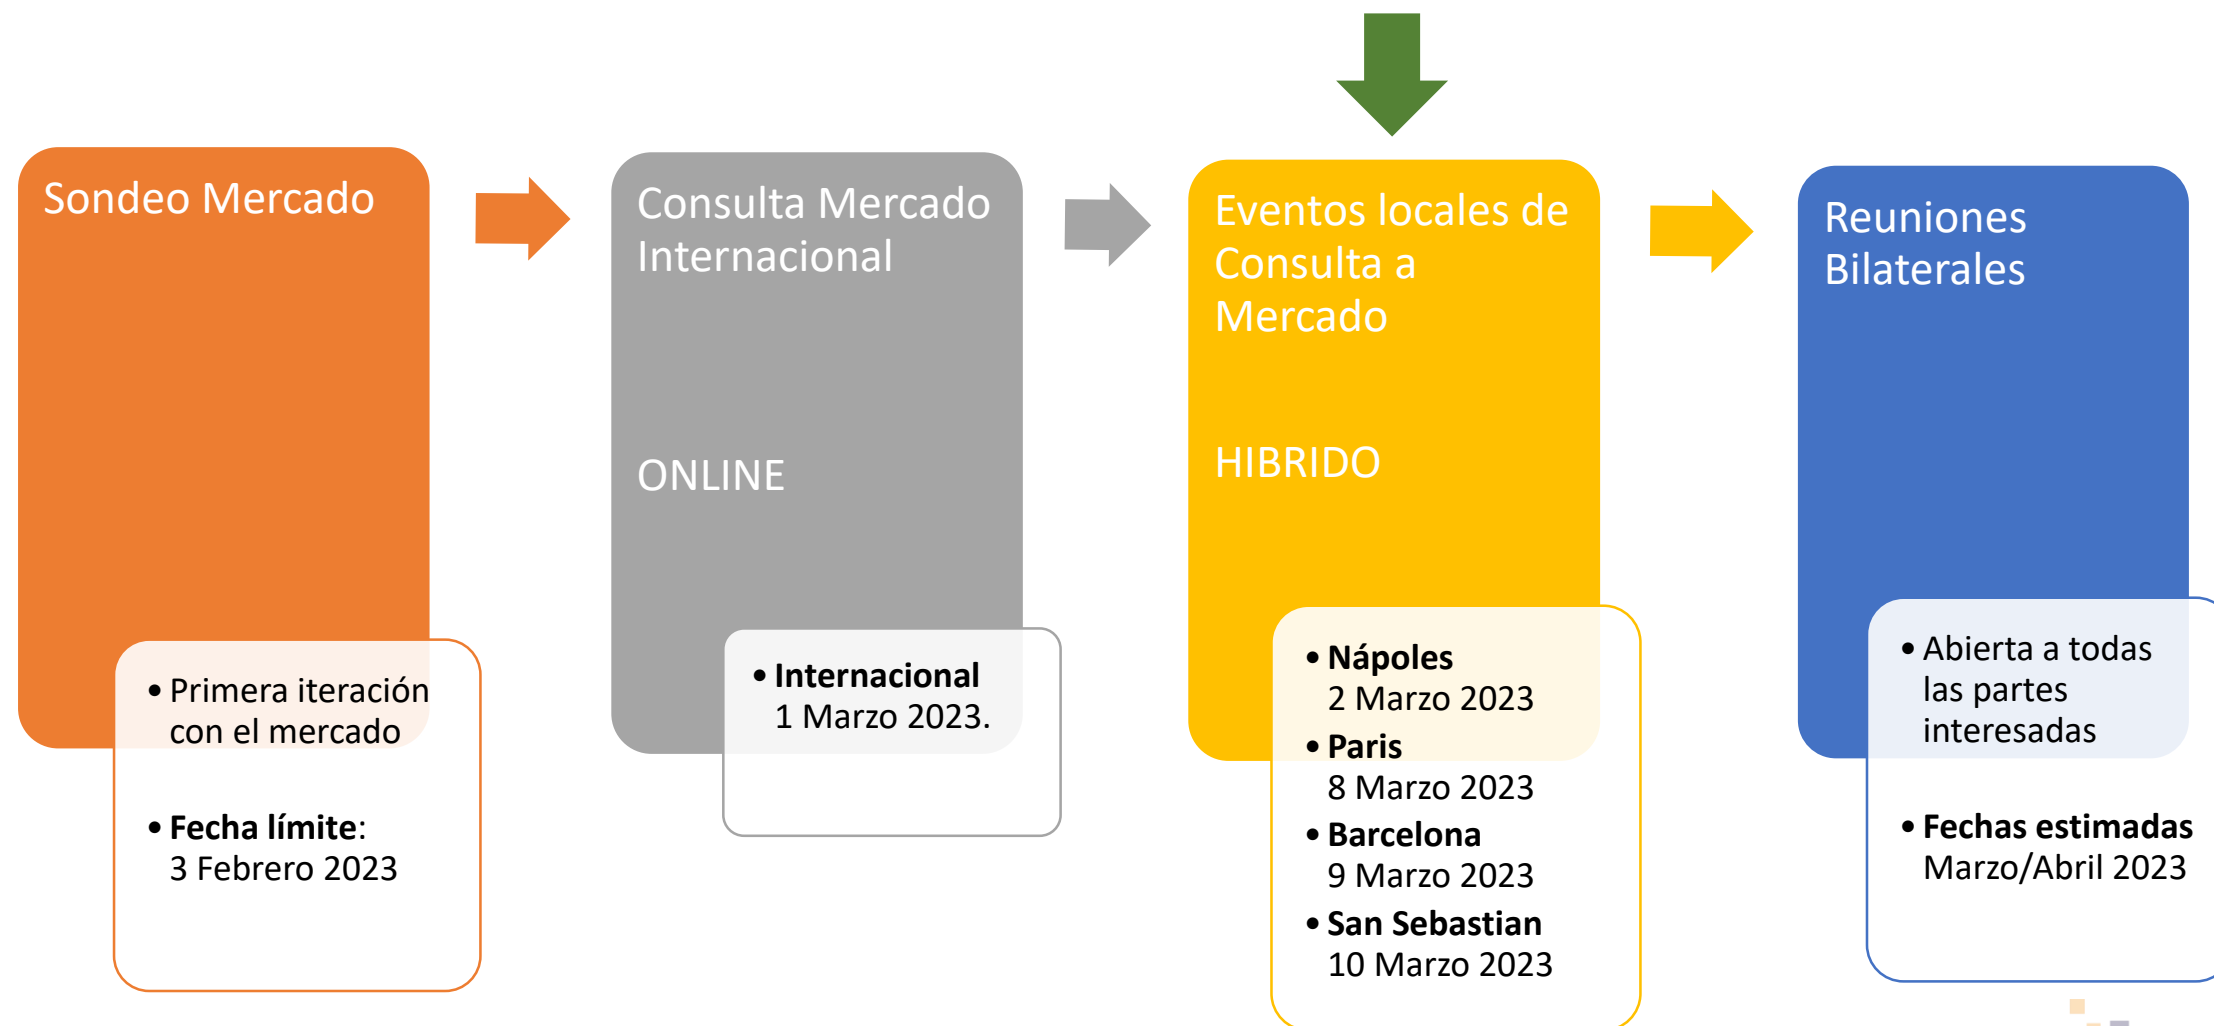 Sondeo Mercado
• Primera iteración
con el mercado
• Fecha límite:
3 Febrero 2023
Consulta Mercado
Internacional
ONLINE
• Internacional
1 Marzo 2023.
Eventos locales de
Consulta a
Mercado
HIBRIDO
• Nápoles
2 Marzo 2023
• Paris
8 Marzo 2023
• Barcelona
9 Marzo 2023
• San Sebastian
10 Marzo 2023
Reuniones
Bilaterales
• Abierta a todas
las partes
interesadas
• Fechas estimadas
Marzo/Abril 2023